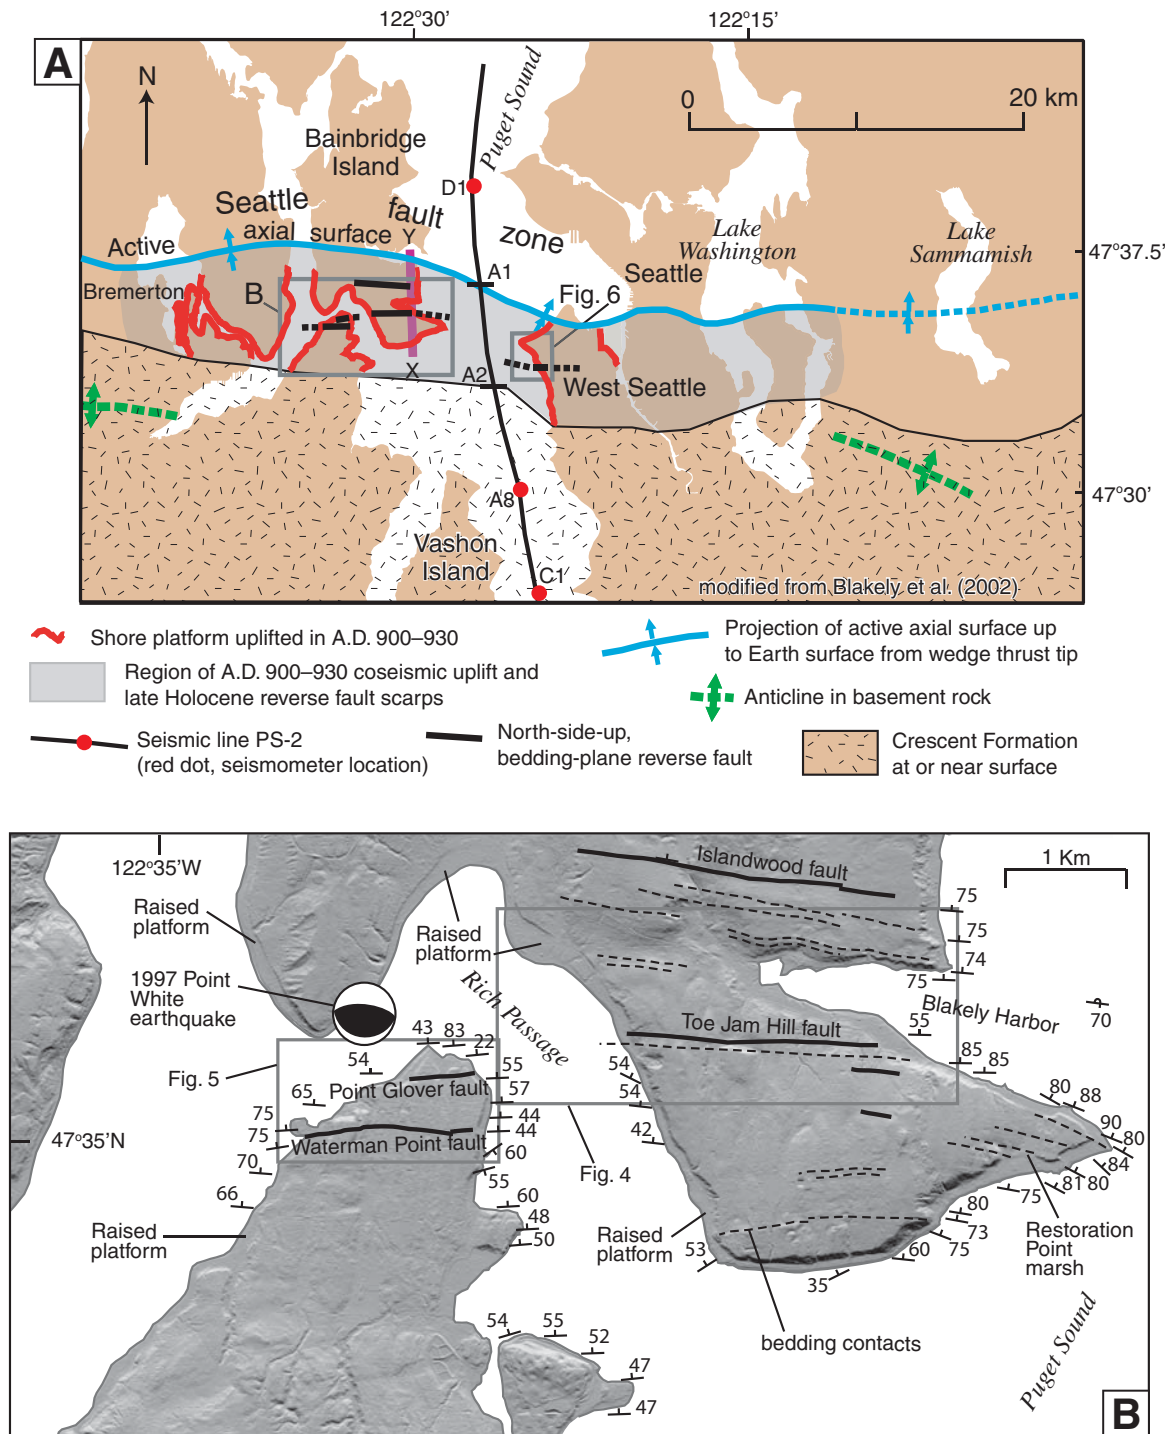 122°30'
122°15'
A
N
0
20 km
Puget Sound
Bainbridge
Island
D1
Seattle
fault
zone
Active
axial
surface
Y
Lake
Washington
Lake
Sammamish
47°37.5'
Bremerton
B
A1
Seattle
Fig. 6
X
A2
West Seattle
A8
47°30'
Vashon
Island
C1
modified from Blakely et al. (2002)
Shore platform uplifted in A.D. 900–930
Region of A.D. 900–930 coseismic uplift and
late Holocene reverse fault scarps
Seismic line PS-2
(red dot, seismometer location)
North-side-up,
bedding-plane reverse fault
Projection of active axial surface up
to Earth surface from wedge thrust tip
Anticline in basement rock
Crescent Formation
at or near surface
122°35'W
1 Km
Islandwood fault
Raised
platform
Raised
platform
75
75
74
75
1997 Point
White
earthquake
Rich Passage
Blakely Harbor
70
Toe Jam Hill fault
55
43
83
22
54
55
54
85
85
Fig. 5
Point Glover fault
57
54
80
88
65
75
44
44
42
90
80
47°35'N
75
Waterman Point fault
60
84
70
55
Fig. 4
81
80
66
60
75
80
Raised
platform
48
50
Raised
platform
73
75
60
Restoration
Point
marsh
53
35
54
55
52
bedding contacts
47
47
Puget Sound
B